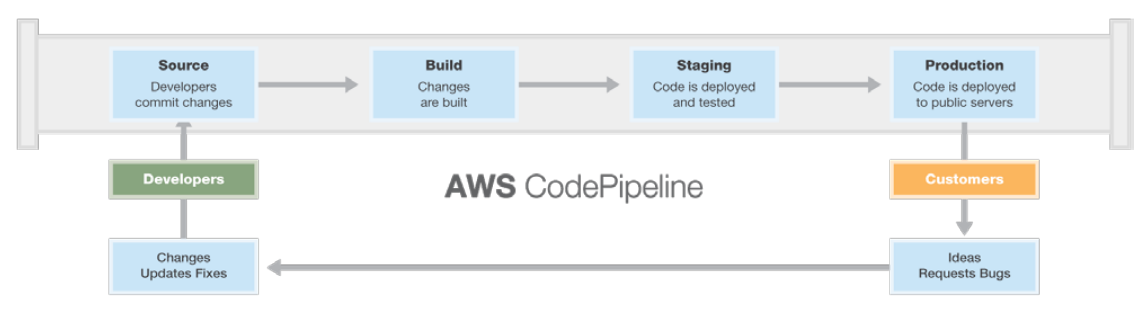 Source
Developers
commit changes
Build
Changes
are built
Staging
Code is deployed
and tested
Production
Code is deployed
to public servers
Developers
AWS CodePipeline
Customers
Changes
Updates Fixes
Ideas
Requests Bugs